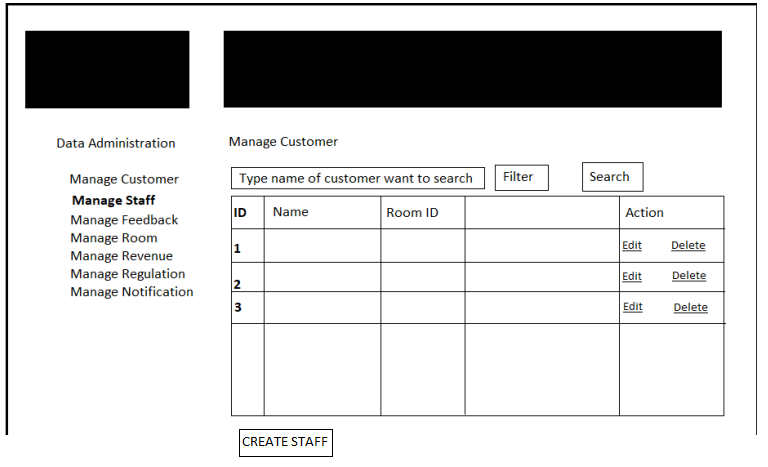 Data Administration
Manage Customer
Manage Staff
Manage Feedback
Manage Room
Manage Revenue
Manage Regulation
Manage Notification
Manage Customer
Type name of customer want to search Filter Search
ID Name Room ID Action
1 Edit Delete
2 Edit Delete
3 Edit Delete
CREATE STAFF